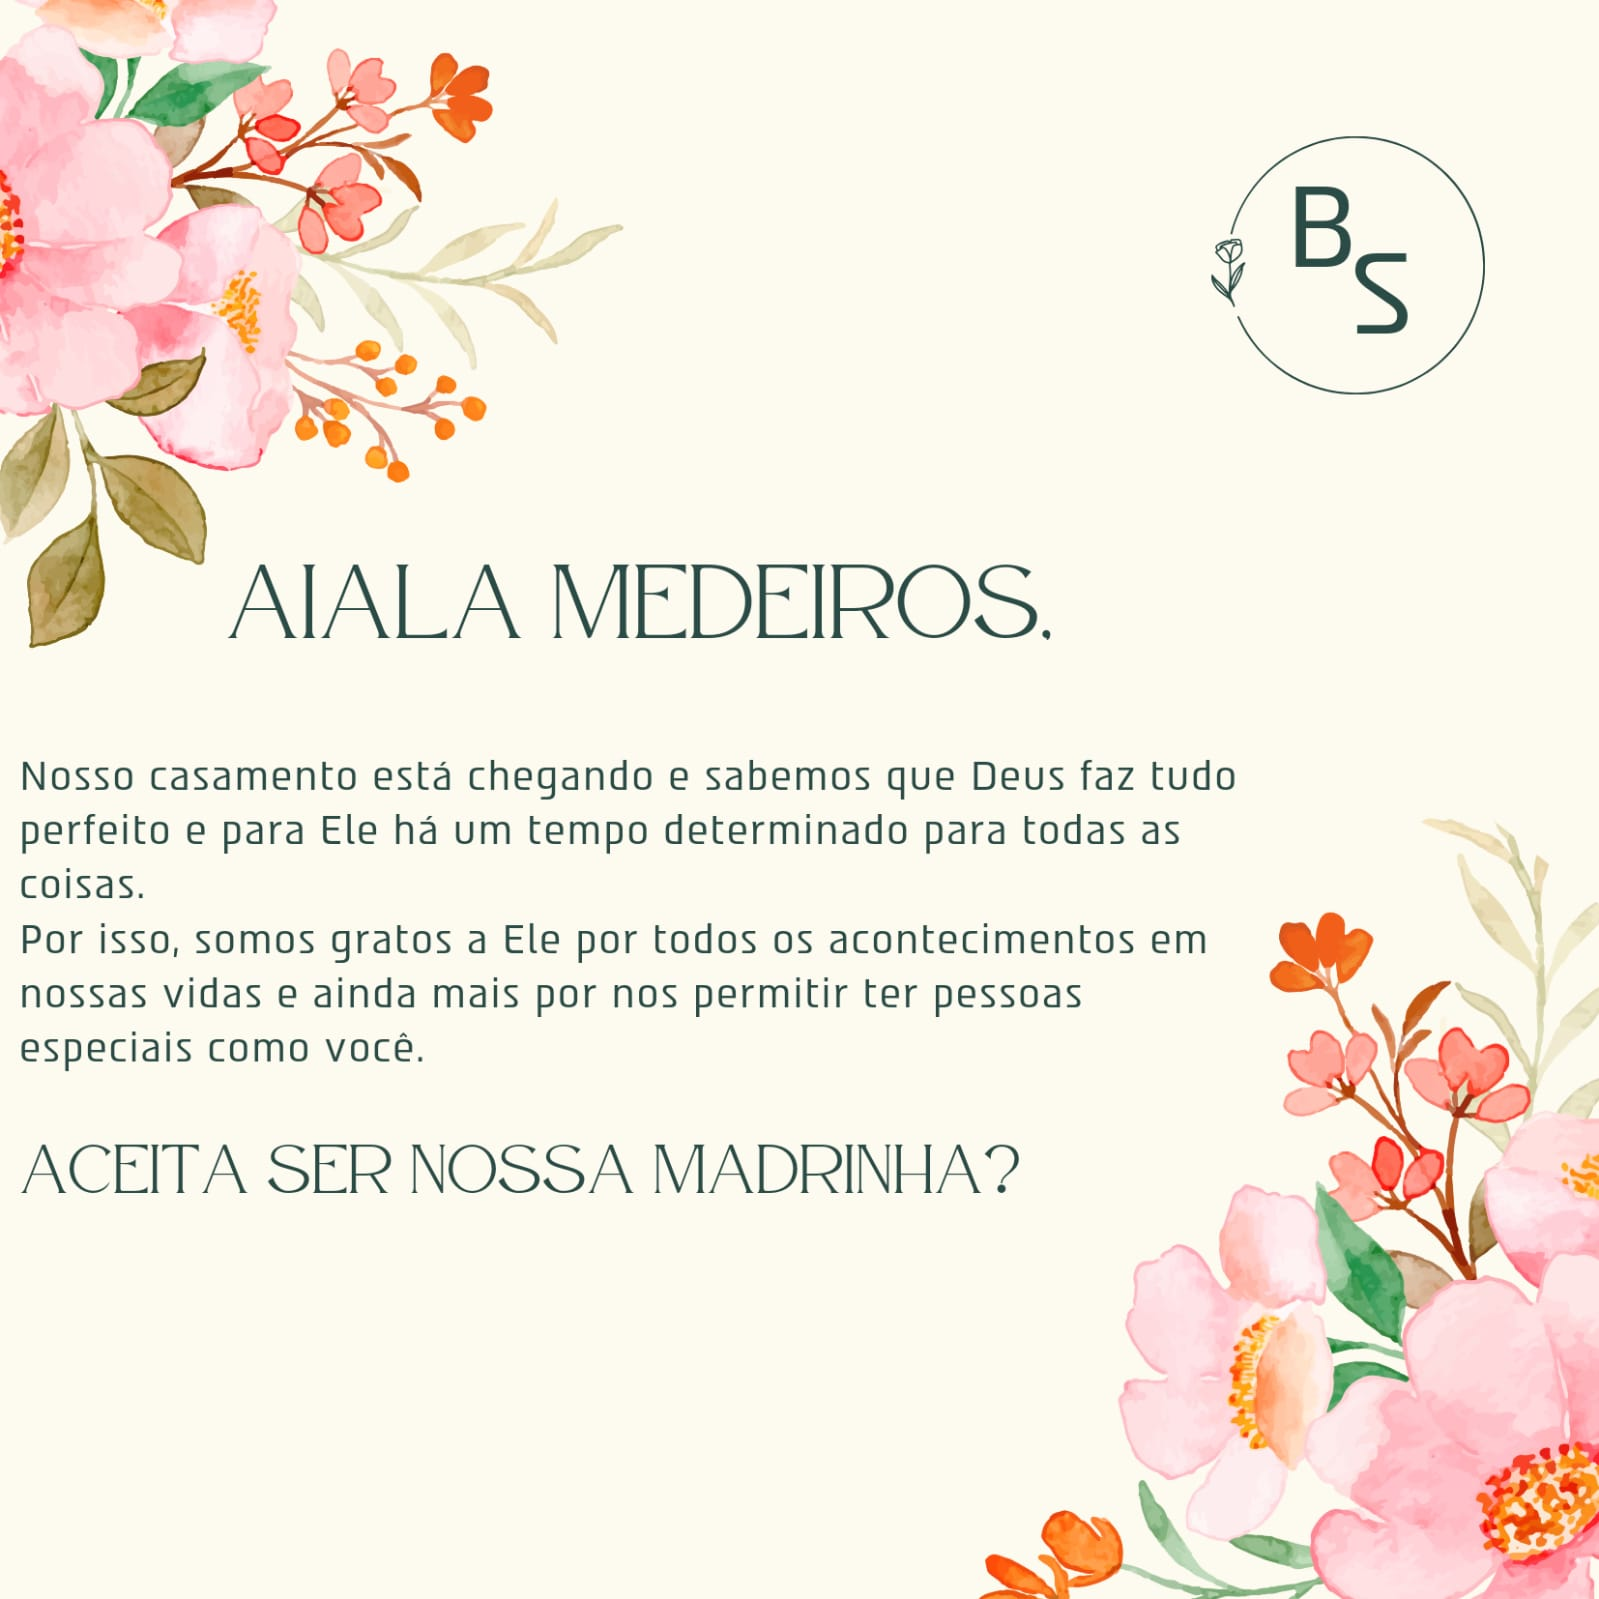 B
S
AIALA MEDEIROS,
Nosso casamento está chegando e sabemos que Deus faz tudo
perfeito e para Ele há um tempo determinado para todas as
coisas.
Por isso, somos gratos a Ele por todos os acontecimentos em
nossas vidas e ainda mais por nos permitir ter pessoas
especiais como você.
ACEITA SER NOSSA MADRINHA?